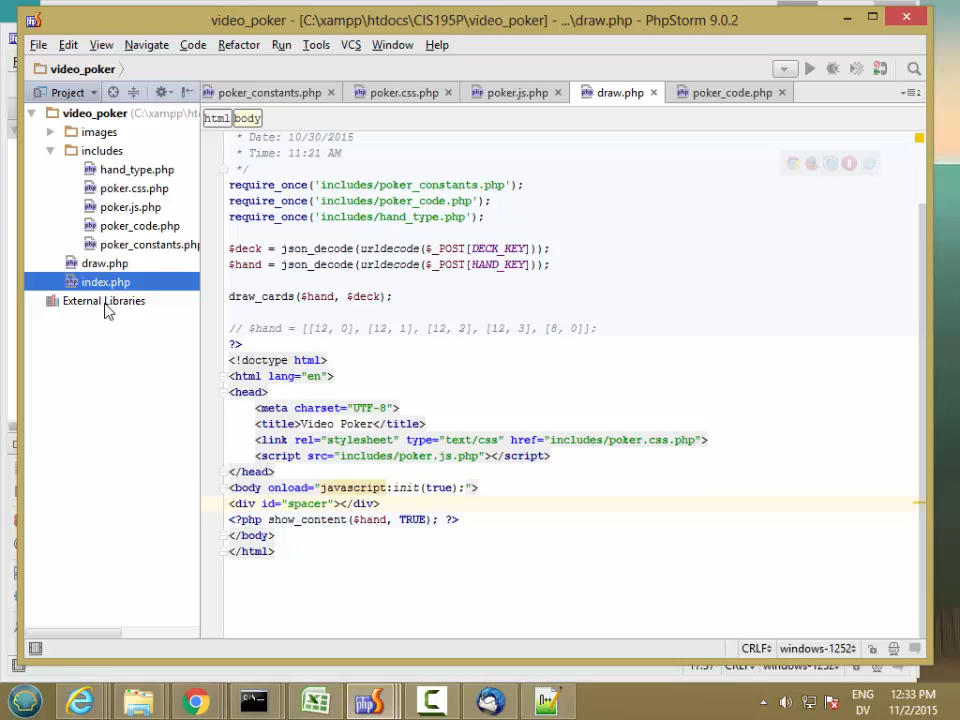 video_poker - [C:\xampp\htdocs\CIS195P\video_poker] - ...\draw.php - PhpStorm 9.0.2
File Edit View Navigate Code Refactor Run Tools VCS Window Help
video_poker
Project
poker_constants.php poker.css.php poker.js.php draw.php poker_code.php
video_poker (C:\xampp\ht
images
includes
hand_type.php
poker.css.php
poker.js.php
poker_code.php
poker_constants.php
draw.php
index.php
External Libraries
html body
* Date: 10/30/2015
* Time: 11:21 AM
*/
require_once('includes/poker_constants.php');
require_once('includes/poker_code.php');
require_once('includes/hand_type.php');
$deck = json_decode(urldecode($_POST[DECK_KEY]));
$hand = json_decode(urldecode($_POST[HAND_KEY]));
draw_cards($hand, $deck);
// $hand = [[12, 0], [12, 1], [12, 2], [12, 3], [8, 0]];
?>
<!doctype html>
<html lang="en">
<head>
<meta charset="UTF-8">
<title>Video Poker</title>
<link rel="stylesheet" type="text/css" href="includes/poker.css.php">
<script src="includes/poker.js.php"></script>
</head>
<body onload="javascript:init(true);">
<div id="spacer"></div>
<?php show_content($hand, TRUE); ?>
</body>
</html>
CRLF windows-1252
ENG
DV
12:33 PM
11/2/2015